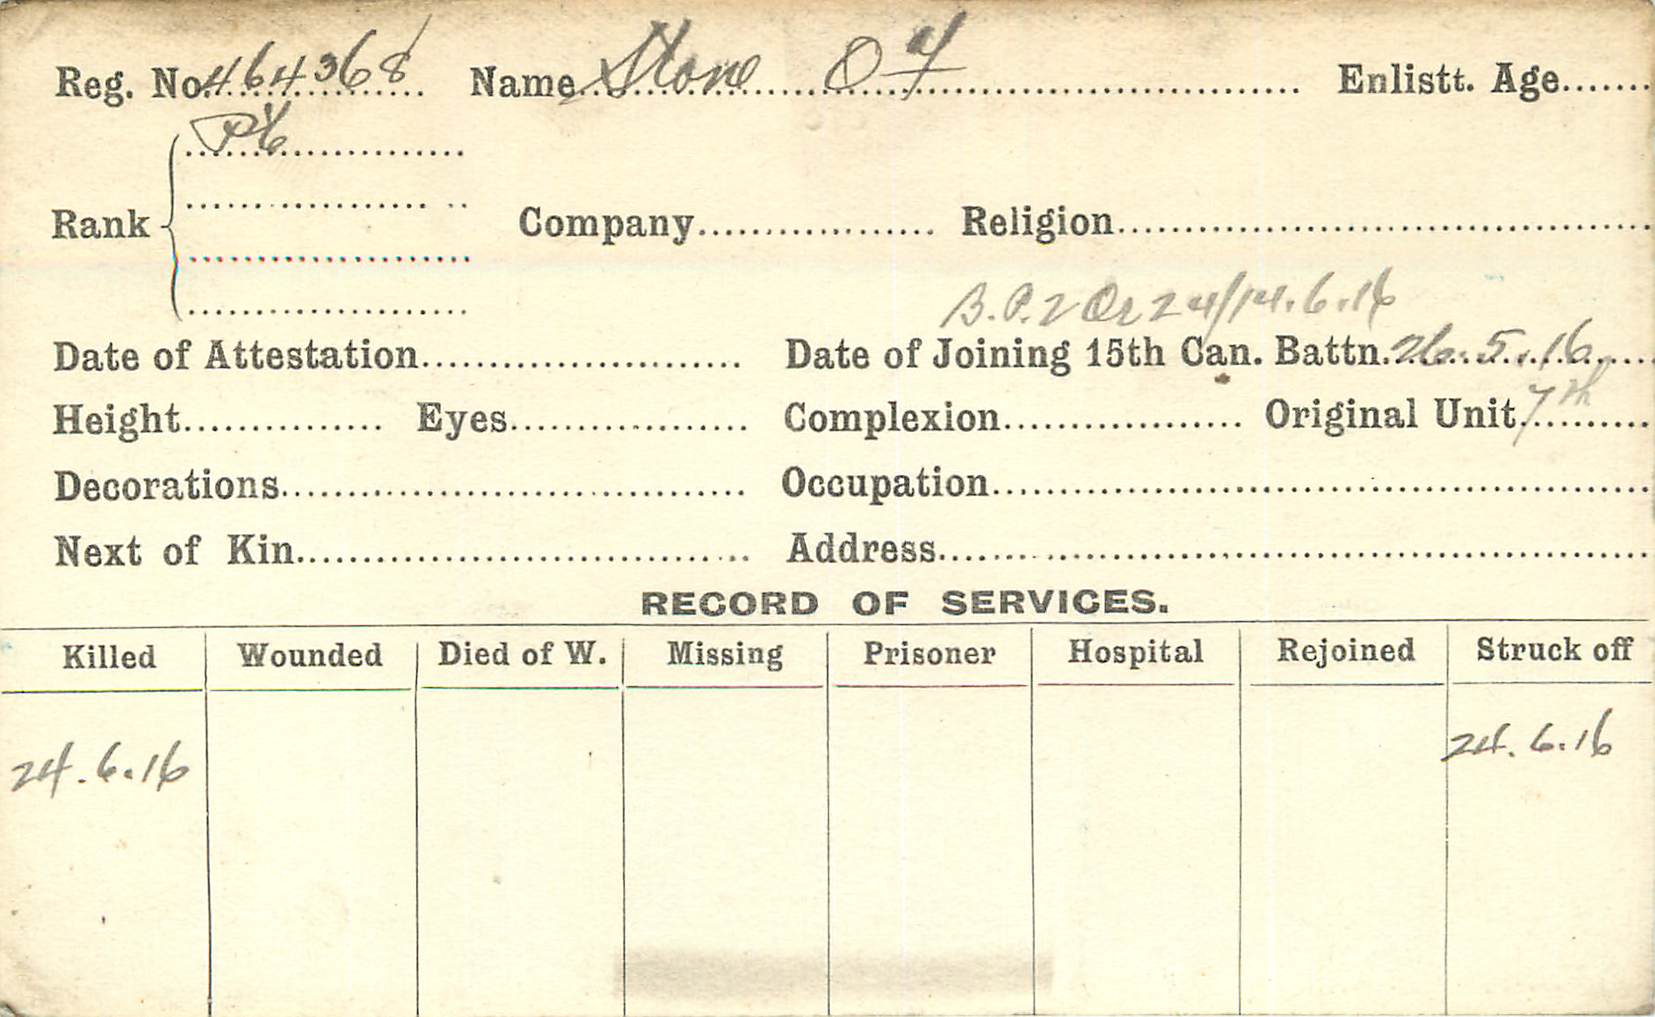 Reg. No. 464368 Name Stone O F Enlistt. Age
Pte
Rank Company Religion
B.P.2 Or 24/14.6.16
Date of Attestation Date of Joining 15th Can. Battn. 26.5.16
Height Eyes Complexion Original Unit 7th
Decorations Occupation
Next of Kin Address
RECORD OF SERVICES.
Killed Wounded Died of W. Missing Prisoner Hospital Rejoined Struck off
24.6.16 24.6.16